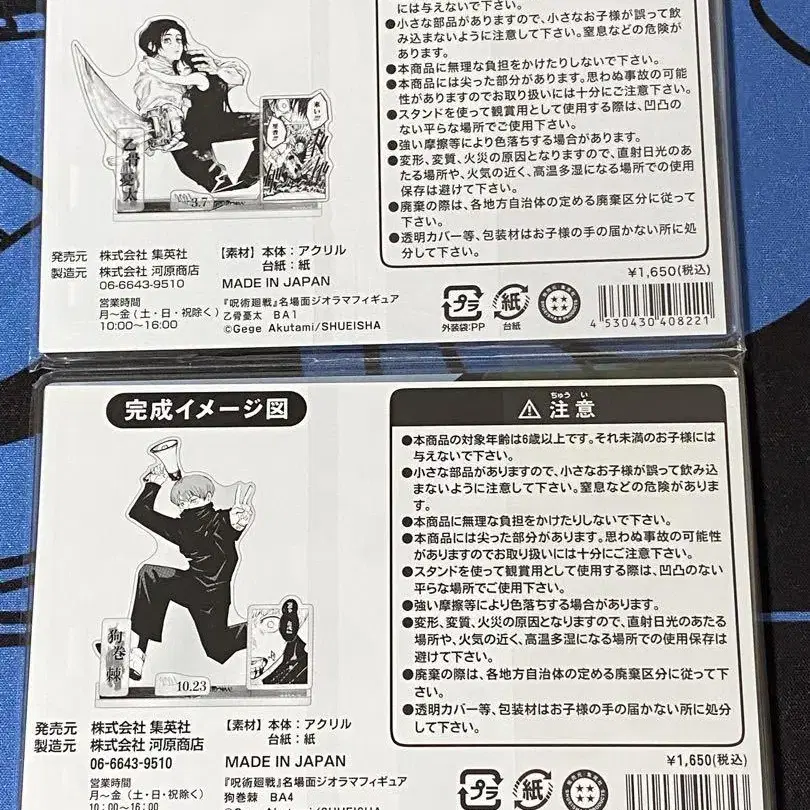 に与えないで下さい。
●小さな部品がありますので、小さなお子様が誤って飲
み込まないように注意して下さい。窒息などの危険が
あります。
●本商品に無理な負担をかけたりしないで下さい。
●本商品には尖った部分があります。思わぬ事故の可能
性がありますのでお取り扱いには十分にご注意下さい。
●スタンドを使って観賞用として使用する際は、凹凸の
ない平らな場所でご使用下さい。
●強い摩擦等により色落ちする場合があります。
●変形、変質、火災の原因となりますので、直射日光のあ
たる場所や、火気の近く、高温多湿になる場所での使用
保存は避けて下さい。
●廃棄の際は、各地方自治体の定める廃棄区分に従って
下さい。
●透明カバー等、包装材はお子様の手の届かない所に処
分して下さい。
乙骨憂太
3.7
発売元 株式会社 集英社
製造元 株式会社 河原商店
06-6643-9510
営業時間
月～金(土・日・祝除く)
10:00～16:00
【素材】本体:アクリル
台紙:紙
MADE IN JAPAN
『呪術廻戦』名場面ジオラマフィギュア
乙骨憂太 BA1
©Gege Akutami/SHUEISHA
¥1,650(税込)
プラ
外装袋:PP
紙
台紙
4 530430 408221
完成イメージ図
狗巻棘
10.23
ちゅうい
⚠ 注意
●本商品の対象年齢は6歳以上です。それ未満のお子様には
与えないで下さい。
●小さな部品がありますので、小さなお子様が誤って飲み込
まないように注意して下さい。窒息などの危険がありま
す。
●本商品に無理な負担をかけたりしないで下さい。
●本商品には尖った部分があります。思わぬ事故の可能性
がありますのでお取り扱いには十分にご注意下さい。
●スタンドを使って観賞用として使用する際は、凹凸のない
平らな場所でご使用下さい。
●強い摩擦等により色落ちする場合があります。
●変形、変質、火災の原因となりますので、直射日光のあたる
場所や、火気の近く、高温多湿になる場所での使用保存は
避けて下さい。
●廃棄の際は、各地方自治体の定める廃棄区分に従って下
さい。
●透明カバー等、包装材はお子様の手の届かない所に処分
して下さい。
発売元 株式会社 集英社
製造元 株式会社 河原商店
06-6643-9510
営業時間
月～金(土・日・祝除く)
10:00～16:00
【素材】本体:アクリル
台紙:紙
MADE IN JAPAN
『呪術廻戦』名場面ジオラマフィギュア
狗巻棘 BA4
©Gege Akutami/SHUEISHA
¥1,650(税込)
プラ
紙